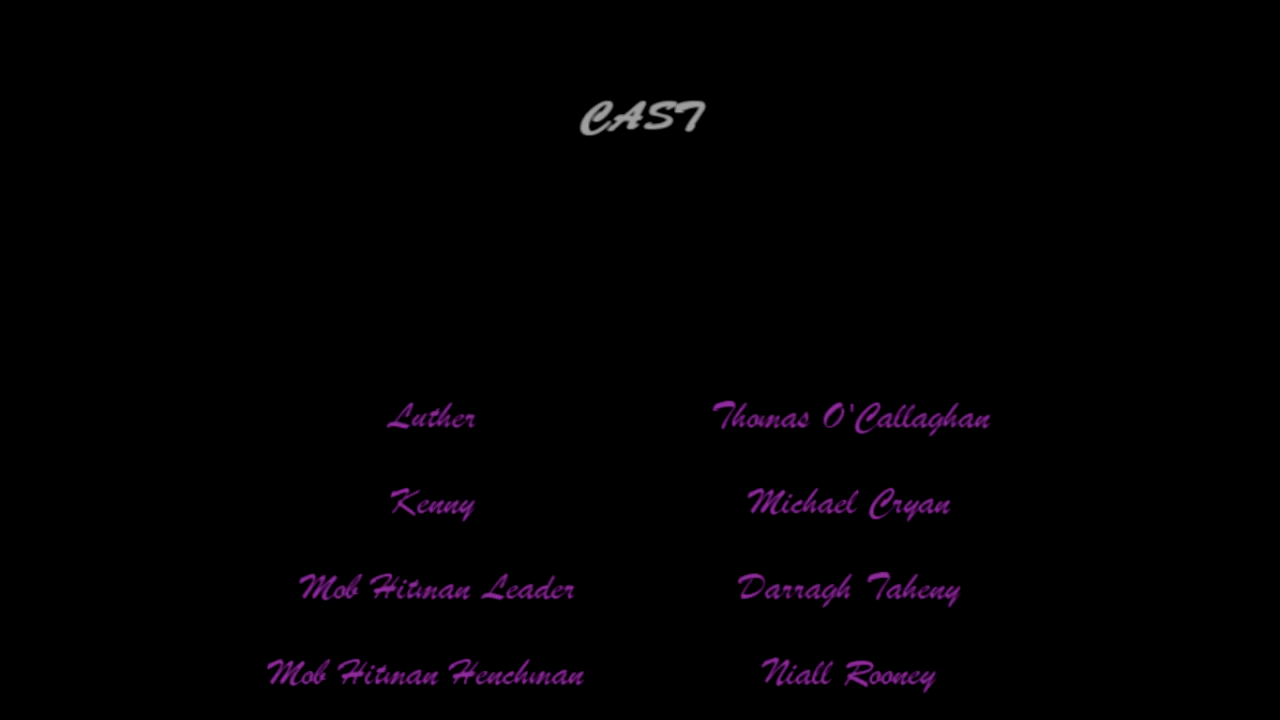 CAST
Luther Thomas O'Callaghan
Kenny Michael Cryan
Mob Hitman Leader Darragh Taheny
Mob Hitman Henchman Niall Rooney